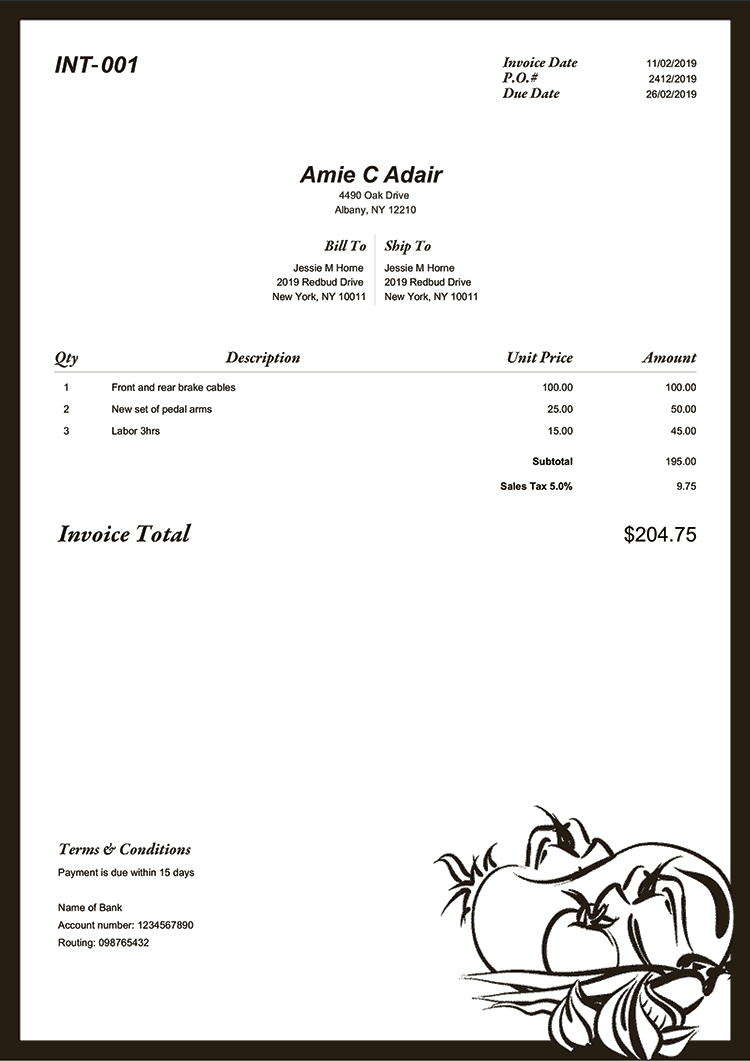 INT-001
Invoice Date 11/02/2019
P.O.# 2412/2019
Due Date 26/02/2019
Amie C Adair
4490 Oak Drive
Albany, NY 12210
Bill To Ship To
Jessie M Horne Jessie M Horne
2019 Redbud Drive 2019 Redbud Drive
New York, NY 10011 New York, NY 10011
Qty Description Unit Price Amount
1 Front and rear brake cables 100.00 100.00
2 New set of pedal arms 25.00 50.00
3 Labor 3hrs 15.00 45.00
Subtotal 195.00
Sales Tax 5.0% 9.75
Invoice Total $204.75
Terms & Conditions
Payment is due within 15 days
Name of Bank
Account number: 1234567890
Routing: 098765432